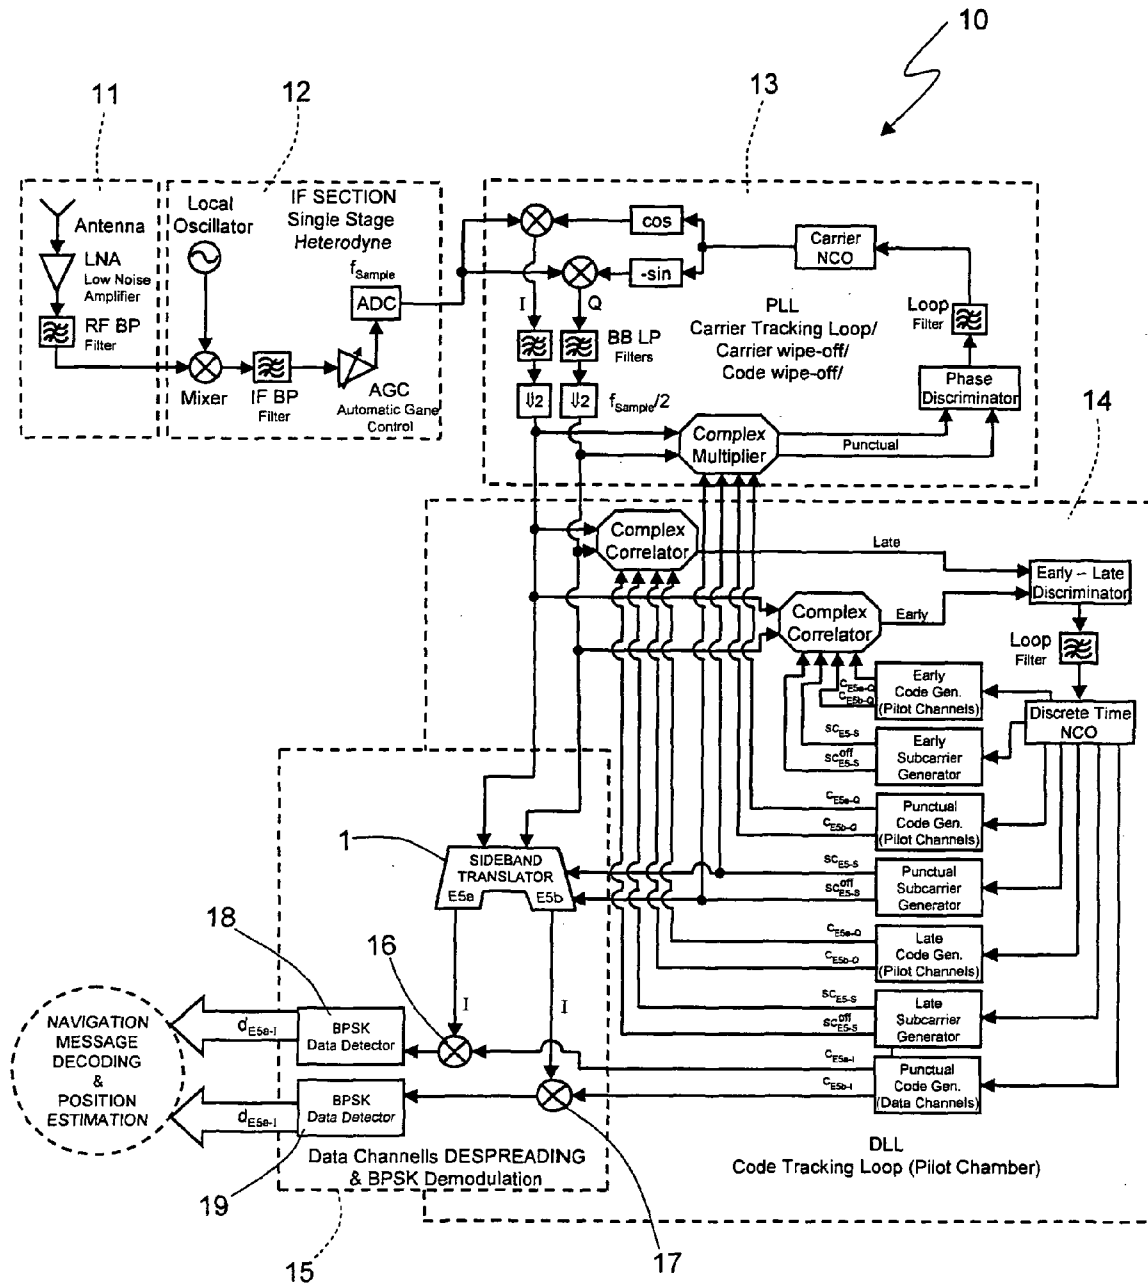 10
11
12
13
Antenna
LNA
Low Noise
Amplifier
RF BP
Filter
Local
Oscillator
IF SECTION
Single Stage
Heterodyne
fSample
ADC
Mixer
IF BP
Filter
AGC
Automatic Gane
Control
cos
-sin
Carrier
NCO
I
Q
PLL
Carrier Tracking Loop/
Carrier wipe-off/
Code wipe-off/
Loop
Filter
BB LP
Filters
⇓2
⇓2
fSample/2
Phase
Discriminator
Complex
Multiplier
Punctual
14
Complex
Correlator
Late
Early – Late
Discriminator
Complex
Correlator
Early
Loop
Filter
CE5a-Q
CE5b-Q
Early
Code Gen.
(Pilot Channels)
Discrete Time
NCO
SCE5-S
SCoffE5-S
Early
Subcarrier
Generator
CE5a-Q
CE5b-Q
Punctual
Code Gen.
(Pilot Channels)
1
SIDEBAND
TRANSLATOR
E5a
E5b
SCE5-S
SCoffE5-S
Punctual
Subcarrier
Generator
CE5a-Q
CE5b-Q
Late
Code Gen.
(Pilot Channels)
18
16
I
I
SCE5-S
SCoffE5-S
Late
Subcarrier
Generator
NAVIGATION
MESSAGE
DECODING
&
POSITION
ESTIMATION
dE5a-I
BPSK
Data Detector
CE5a-I
CE5b-I
Punctual
Code Gen.
(Data Channels)
dE5a-I
BPSK
Data Detector
Data Channells DESPREADING
& BPSK Demodulation
DLL
Code Tracking Loop (Pilot Chamber)
19
15
17